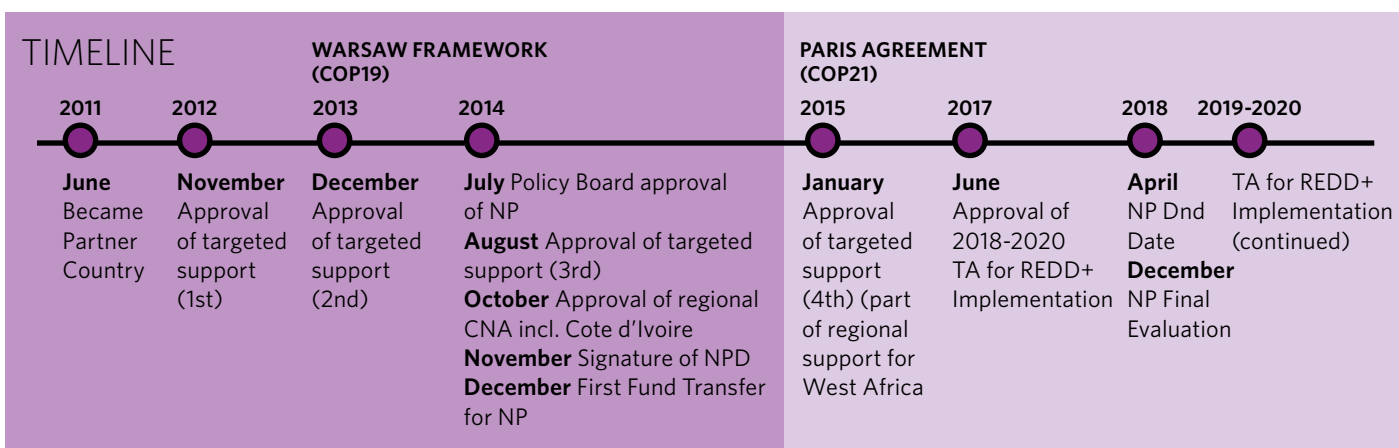 TIMELINE
WARSAW FRAMEWORK
(COP19)
PARIS AGREEMENT
(COP21)
2011
2012
2013
2014
2015
2017
2018
2019-2020
June
Became
Partner
Country
November
Approval
of targeted
support
(1st)
December
Approval
of targeted
support
(2nd)
July Policy Board approval
of NP
August Approval of targeted
support (3rd)
October Approval of regional
CNA incl. Cote d'Ivoire
November Signature of NPD
December First Fund Transfer
for NP
January
Approval
of targeted
support
(4th) (part
of regional
support for
West Africa
June
Approval of
2018-2020
TA for REDD+
Implementation
April
NP Dnd
Date
December
NP Final
Evaluation
TA for REDD+
Implementation
(continued)